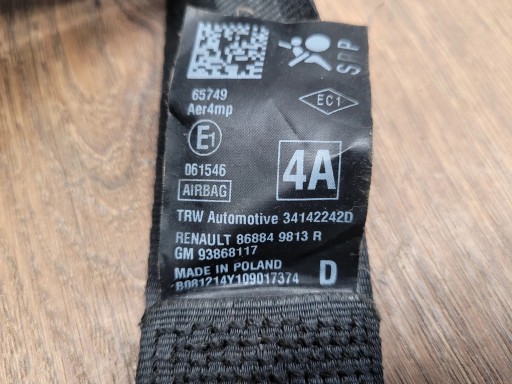 SRP
65749
Aer4mp
EC1
E1
061546
4A
AIRBAG
TRW Automotive 34142242D
RENAULT 86884 9813 R
GM 93868117
MADE IN POLAND
B081214Y109017374 D